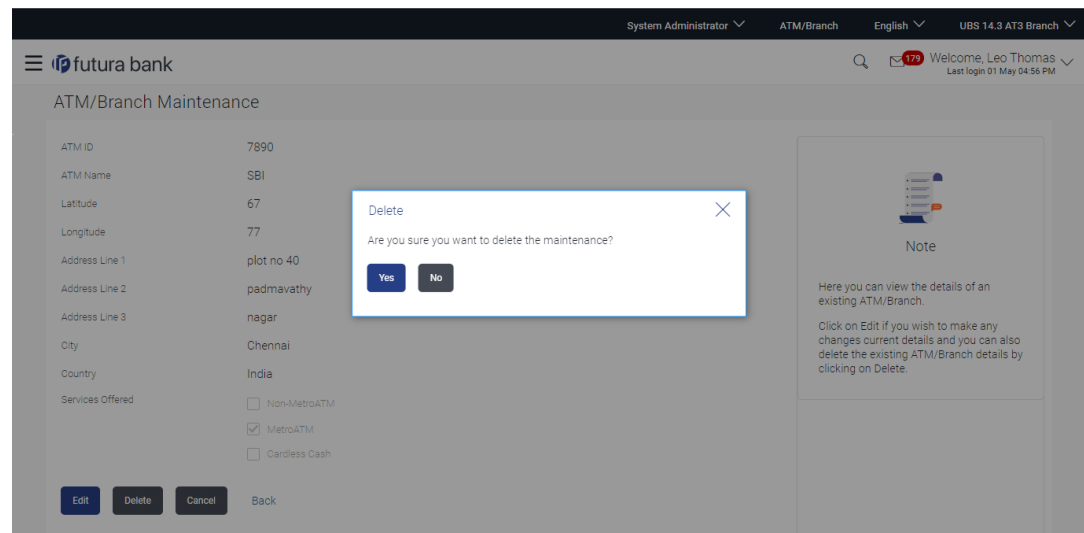 System Administrator ATM/Branch English UBS 14.3 AT3 Branch
futura bank 179 Welcome, Leo Thomas
Last login 01 May 04:56 PM
ATM/Branch Maintenance
ATM ID 7890
ATM Name SBI
Latitude 67
Longitude 77
Address Line 1 plot no 40
Address Line 2 padmavathy
Address Line 3 nagar
City Chennai
Country India
Services Offered Non-MetroATM
MetroATM
Cardless Cash
Edit Delete Cancel Back
Delete
Are you sure you want to delete the maintenance?
Yes No
Note
Here you can view the details of an
existing ATM/Branch.
Click on Edit if you wish to make any
changes current details and you can also
delete the existing ATM/Branch details by
clicking on Delete.